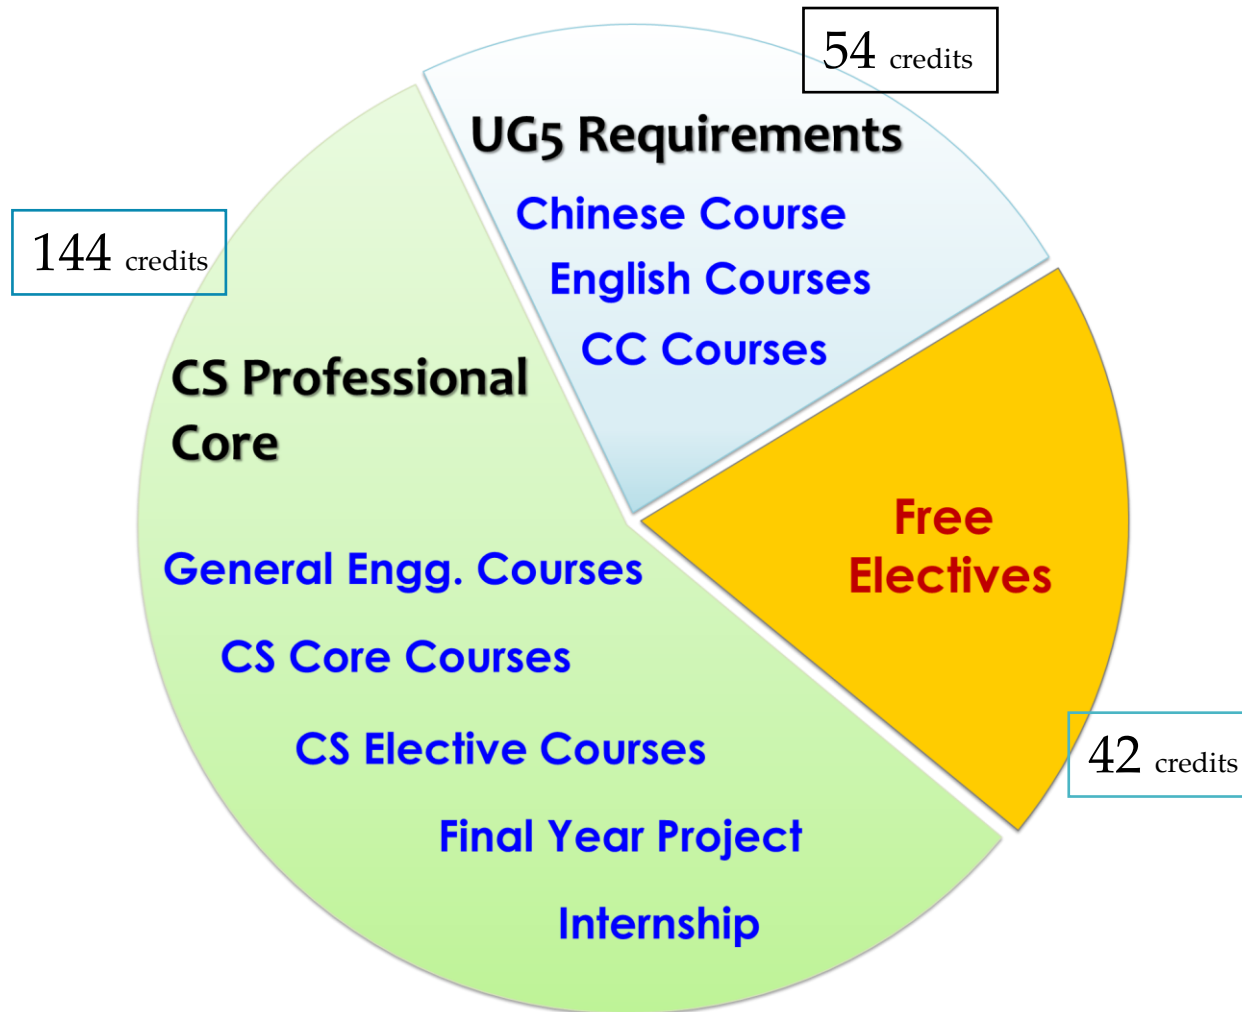 54 credits
UG5 Requirements
Chinese Course
English Courses
CC Courses
144 credits
CS Professional
Core
General Engg. Courses
CS Core Courses
CS Elective Courses
Final Year Project
Internship
Free
Electives
42 credits